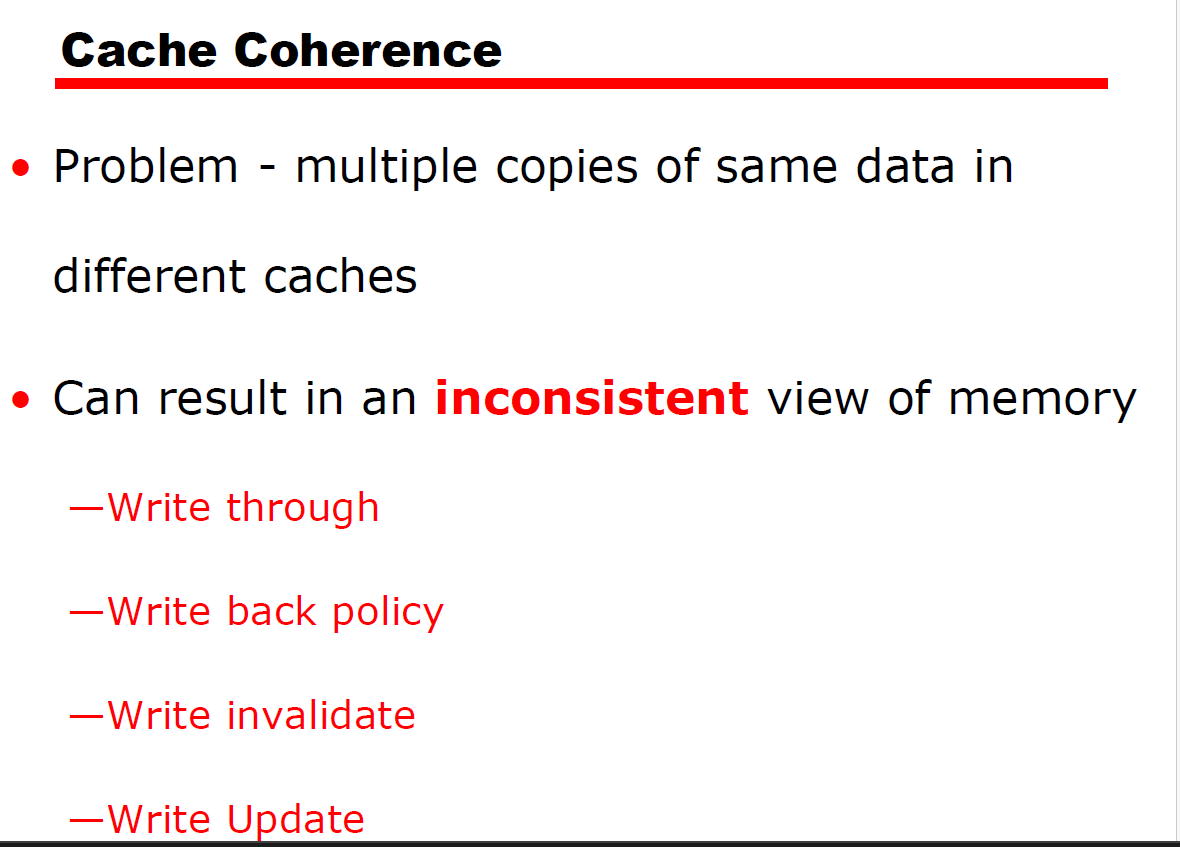 Cache Coherence
• Problem - multiple copies of same data in
different caches
• Can result in an inconsistent view of memory
—Write through
—Write back policy
—Write invalidate
—Write Update